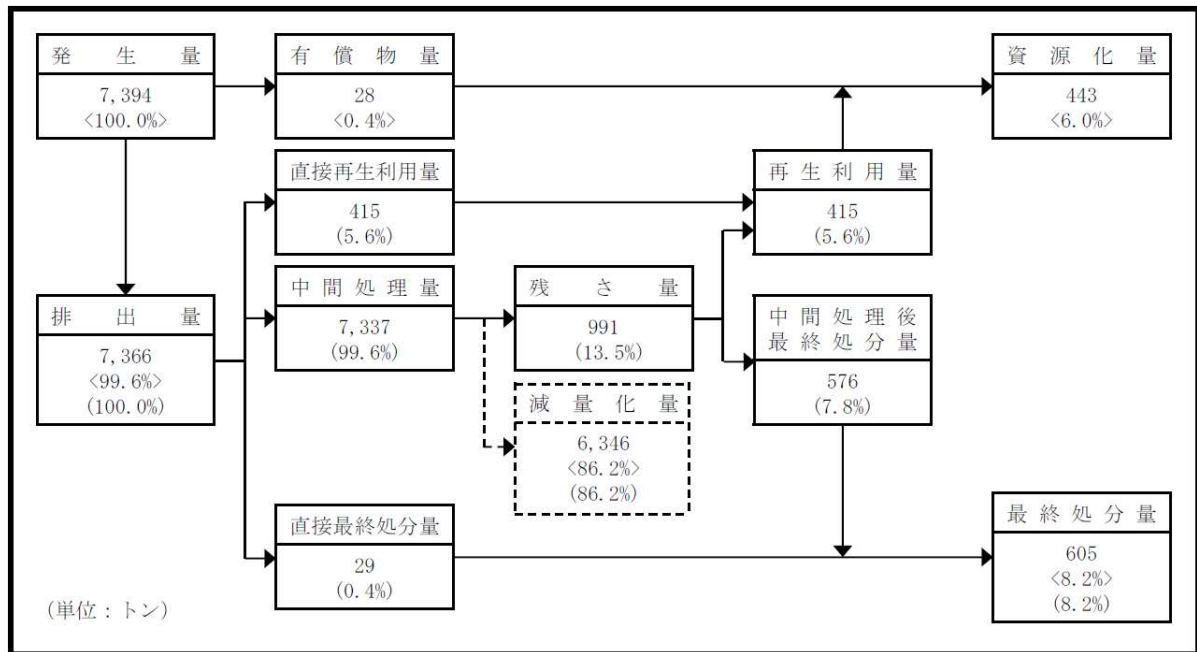 発生量
7,394
<100.0%>
有償物量
28
<0.4%>
資源化量
443
<6.0%>
直接再生利用量
415
(5.6%)
再生利用量
415
(5.6%)
排出量
7,366
<99.6%>
(100.0%)
中間処理量
7,337
(99.6%)
残さ量
991
(13.5%)
中間処理後
最終処分量
576
(7.8%)
減量化量
6,346
<86.2%>
(86.2%)
直接最終処分量
29
(0.4%)
最終処分量
605
<8.2%>
(8.2%)
(単位:トン)